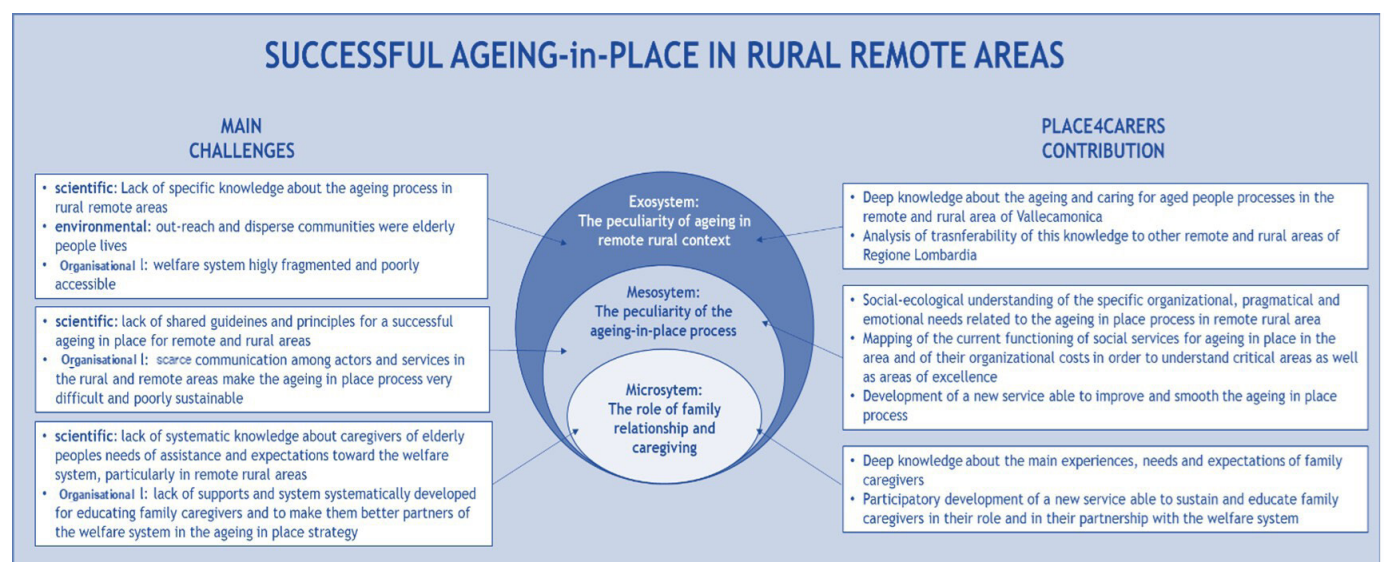 SUCCESSFUL AGEING-in-PLACE IN RURAL REMOTE AREAS
MAIN
CHALLENGES
• scientific: Lack of specific knowledge about the ageing process in
rural remote areas
• environmental: out-reach and disperse communities were elderly
people lives
• Organisational l: welfare system higly fragmented and poorly
accessible
• scientific: lack of shared guideines and principles for a successful
ageing in place for remote and rural areas
• Organisational l: scarce communication among actors and services in
the rural and remote areas make the ageing in place process very
difficult and poorly sustainable
• scientific: lack of systematic knowledge about caregivers of elderly
peoples needs of assistance and expectations toward the welfare
system, particularly in remote rural areas
• Organisational l: lack of supports and system systematically developed
for educating family caregivers and to make them better partners of
the welfare system in the ageing in place strategy
Exosystem:
The peculiarity of ageing in
remote rural context
Mesosytem:
The peculiarity of the
ageing-in-place process
Microsytem:
The role of family
relationship and
caregiving
PLACE4CARERS
CONTRIBUTION
• Deep knowledge about the ageing and caring for aged people processes in the
remote and rural area of Vallecamonica
• Analysis of trasnferability of this knowledge to other remote and rural areas of
Regione Lombardia
• Social-ecological understanding of the specific organizational, pragmatical and
emotional needs related to the ageing in place process in remote rural area
• Mapping of the current functioning of social services for ageing in place in the
area and of their organizational costs in order to understand critical areas as well
as areas of excellence
• Development of a new service able to improve and smooth the ageing in place
process
• Deep knowledge about the main experiences, needs and expectations of family
caregivers
• Participatory development of a new service able to sustain and educate family
caregivers in their role and in their partnership with the welfare system